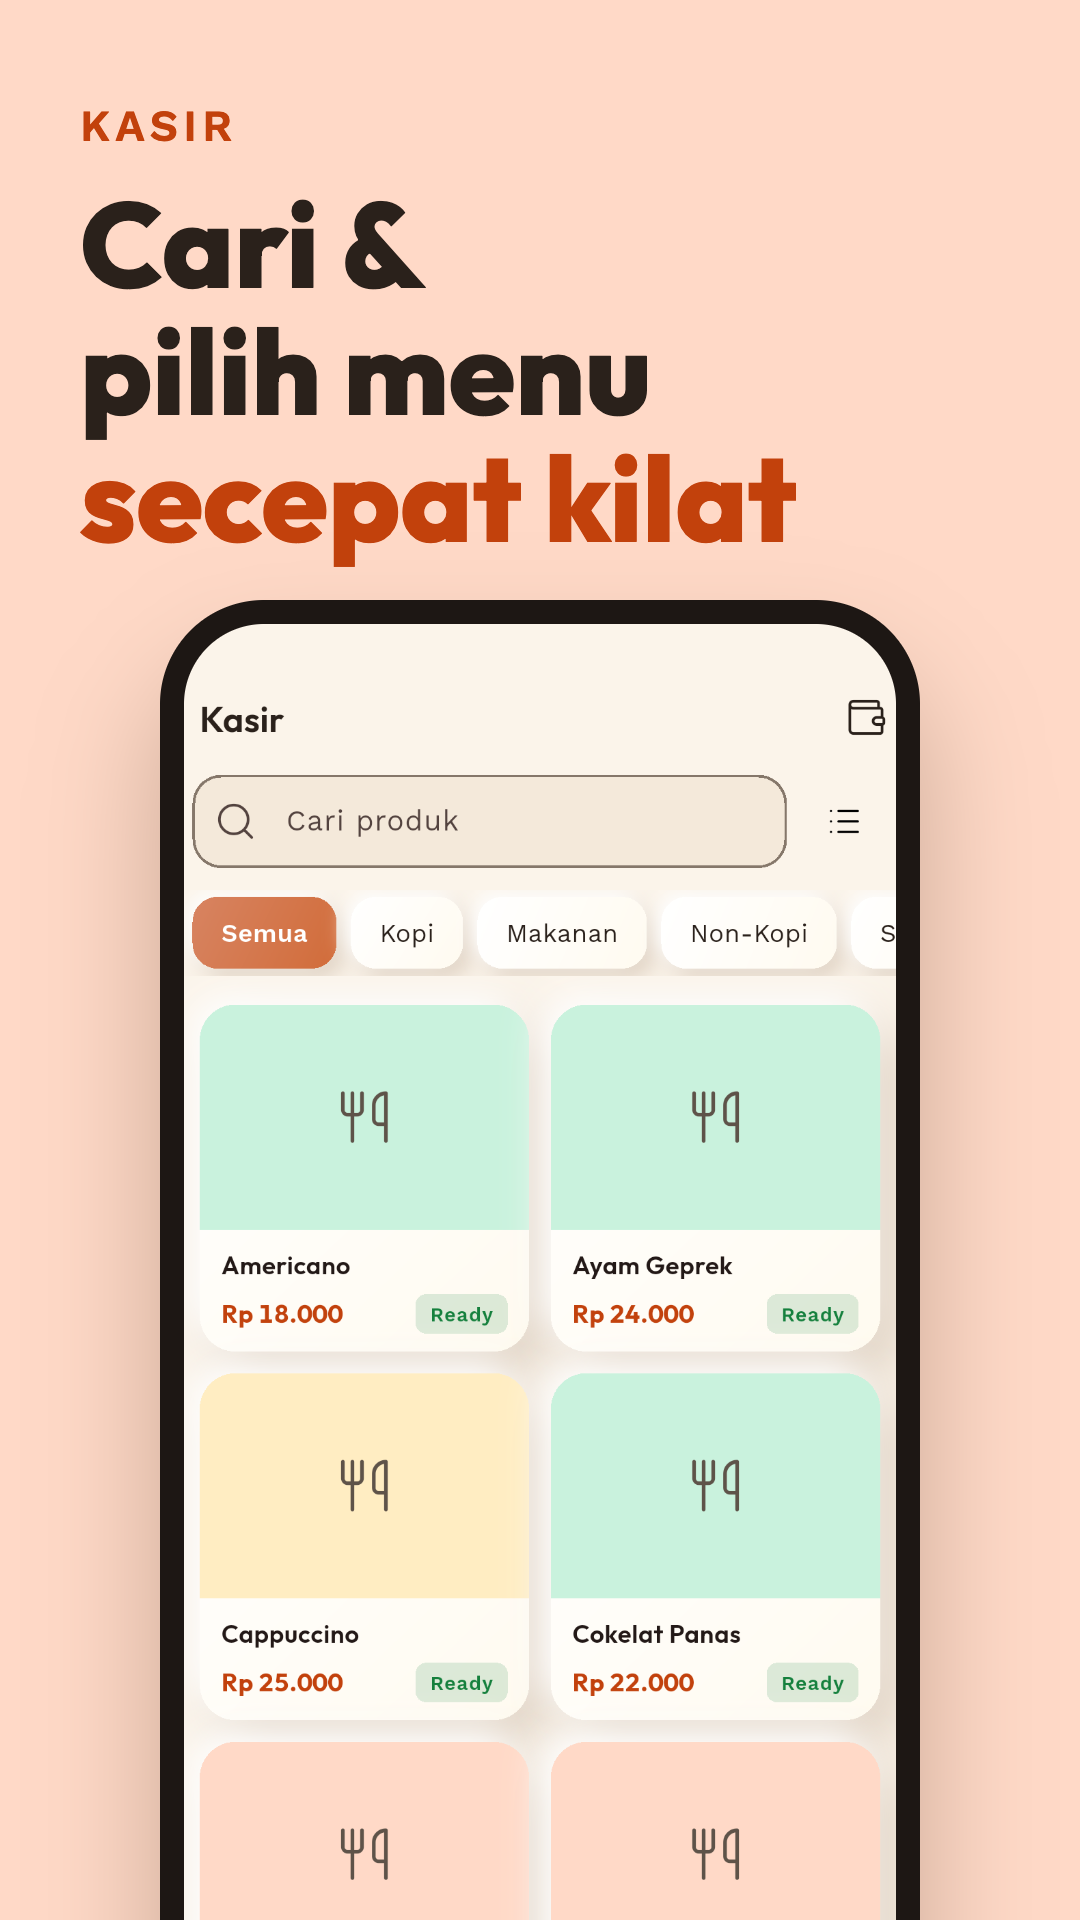 KASIR
Cari &
pilih menu
secepat kilat
Kasir
Cari produk
Semua Kopi Makanan Non-Kopi S
Americano
Rp 18.000 Ready
Ayam Geprek
Rp 24.000 Ready
Cappuccino
Rp 25.000 Ready
Cokelat Panas
Rp 22.000 Ready